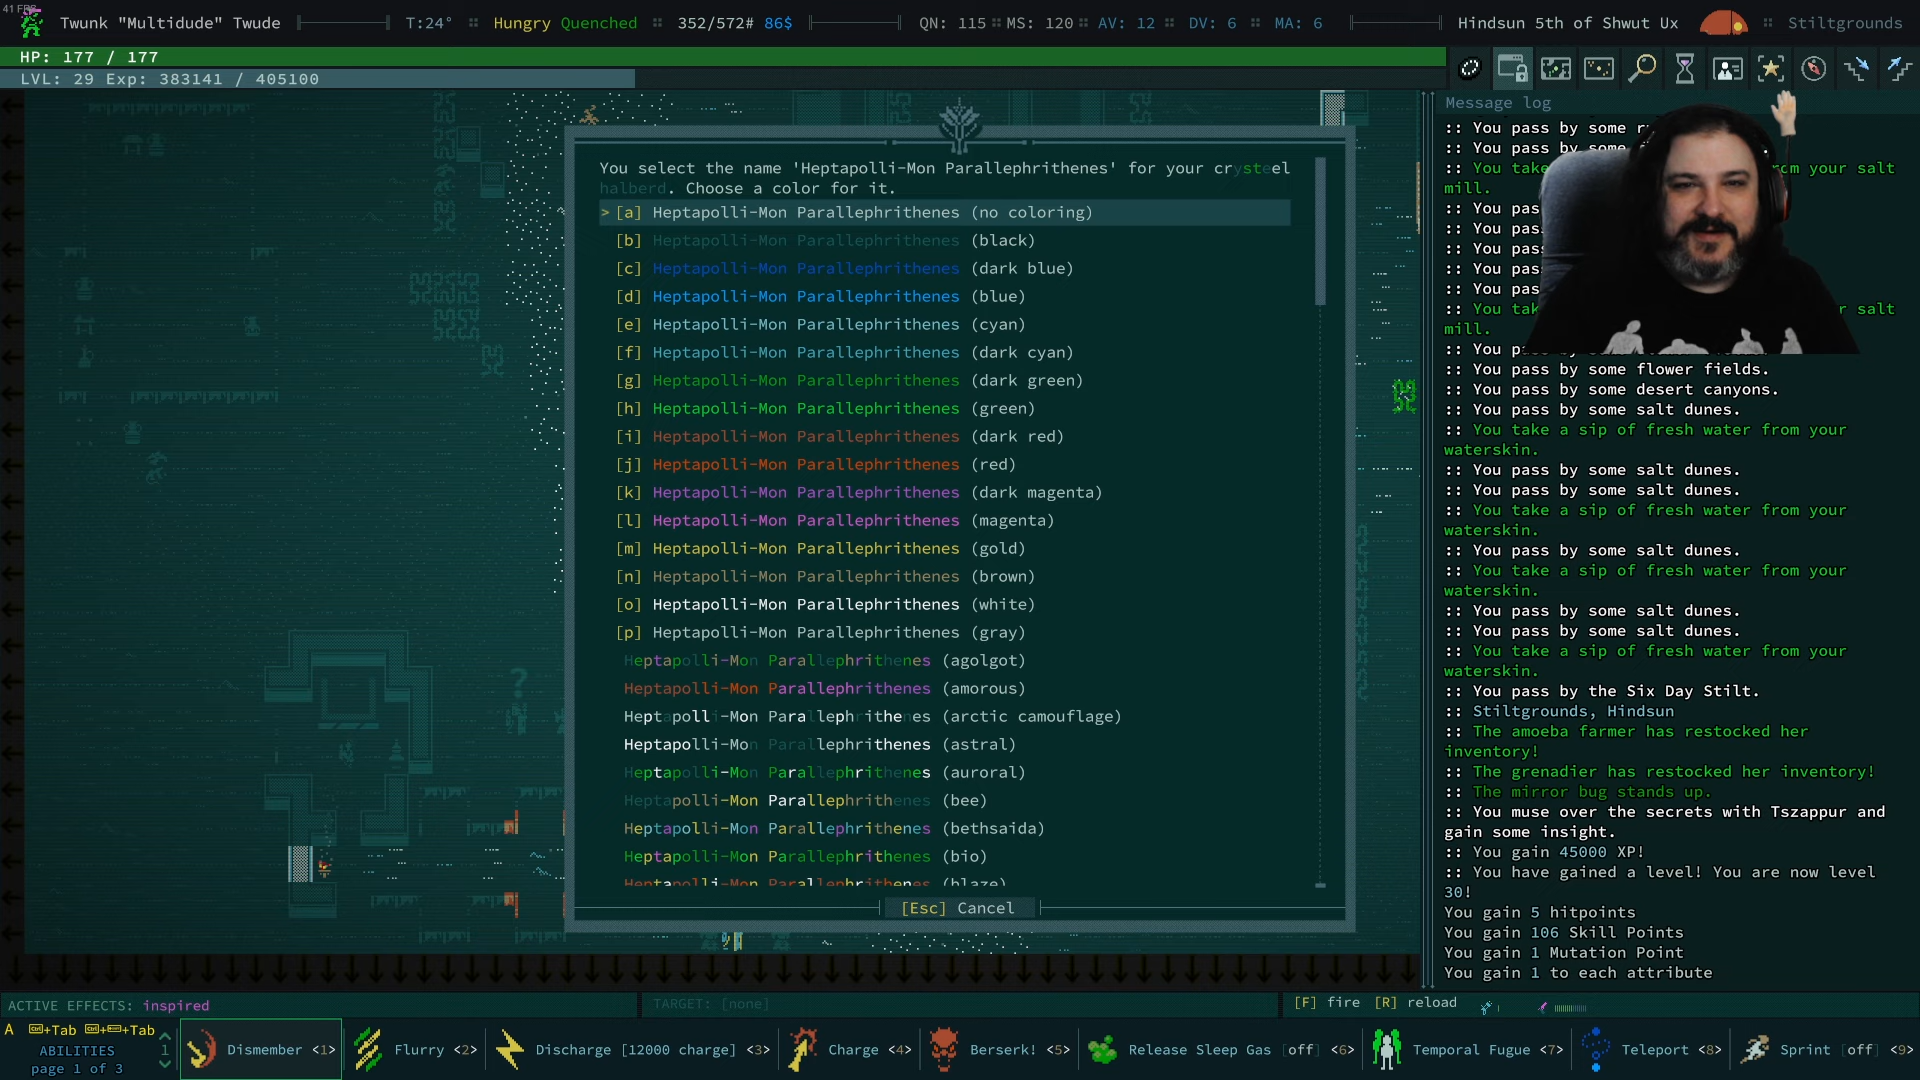 41 FPS
Twunk "Multidude" Twude T:24° :: Hungry Quenched :: 352/572# 86$ QN: 115 :: MS: 120 :: AV: 12 :: DV: 6 :: MA: 6 Hindsun 5th of Shwut Ux :: Stiltgrounds
HP: 177 / 177
LVL: 29 Exp: 383141 / 405100
You select the name 'Heptapolli-Mon Parallephrithenes' for your crysteel
halberd. Choose a color for it.
> [a] Heptapolli-Mon Parallephrithenes (no coloring)
[b] Heptapolli-Mon Parallephrithenes (black)
[c] Heptapolli-Mon Parallephrithenes (dark blue)
[d] Heptapolli-Mon Parallephrithenes (blue)
[e] Heptapolli-Mon Parallephrithenes (cyan)
[f] Heptapolli-Mon Parallephrithenes (dark cyan)
[g] Heptapolli-Mon Parallephrithenes (dark green)
[h] Heptapolli-Mon Parallephrithenes (green)
[i] Heptapolli-Mon Parallephrithenes (dark red)
[j] Heptapolli-Mon Parallephrithenes (red)
[k] Heptapolli-Mon Parallephrithenes (dark magenta)
[l] Heptapolli-Mon Parallephrithenes (magenta)
[m] Heptapolli-Mon Parallephrithenes (gold)
[n] Heptapolli-Mon Parallephrithenes (brown)
[o] Heptapolli-Mon Parallephrithenes (white)
[p] Heptapolli-Mon Parallephrithenes (gray)
Heptapolli-Mon Parallephrithenes (agolgot)
Heptapolli-Mon Parallephrithenes (amorous)
Heptapolli-Mon Parallephrithenes (arctic camouflage)
Heptapolli-Mon Parallephrithenes (astral)
Heptapolli-Mon Parallephrithenes (auroral)
Heptapolli-Mon Parallephrithenes (bee)
Heptapolli-Mon Parallephrithenes (bethsaida)
Heptapolli-Mon Parallephrithenes (bio)
Heptapolli-Mon Parallephrithenes (blaze)
[Esc] Cancel
Message log
:: You pass by some
:: You pass by some
:: You take your salt
mill.
:: You pas
:: You pas
:: You pas
:: You pas
:: You pas
:: You tak salt
mill.
:: You pas
:: You pass by some flower fields.
:: You pass by some desert canyons.
:: You pass by some salt dunes.
:: You take a sip of fresh water from your
waterskin.
:: You pass by some salt dunes.
:: You pass by some salt dunes.
:: You take a sip of fresh water from your
waterskin.
:: You pass by some salt dunes.
:: You take a sip of fresh water from your
waterskin.
:: You pass by some salt dunes.
:: You pass by some salt dunes.
:: You take a sip of fresh water from your
waterskin.
:: You pass by the Six Day Stilt.
:: Stiltgrounds, Hindsun
:: The amoeba farmer has restocked her
inventory!
:: The grenadier has restocked her inventory!
:: The mirror bug stands up.
:: You muse over the secrets with Tszappur and
gain some insight.
:: You gain 45000 XP!
:: You have gained a level! You are now level
30!
You gain 5 hitpoints
You gain 106 Skill Points
You gain 1 Mutation Point
You gain 1 to each attribute
ACTIVE EFFECTS: inspired
TARGET: [none]
[F] fire [R] reload
A Ctrl+Tab Ctrl+Tab
ABILITIES
page 1 of 3
1
Dismember <1> Flurry <2> Discharge [12000 charge] <3> Charge <4> Berserk! <5> Release Sleep Gas [off] <6> Temporal Fugue <7> Teleport <8> Sprint [off] <9>